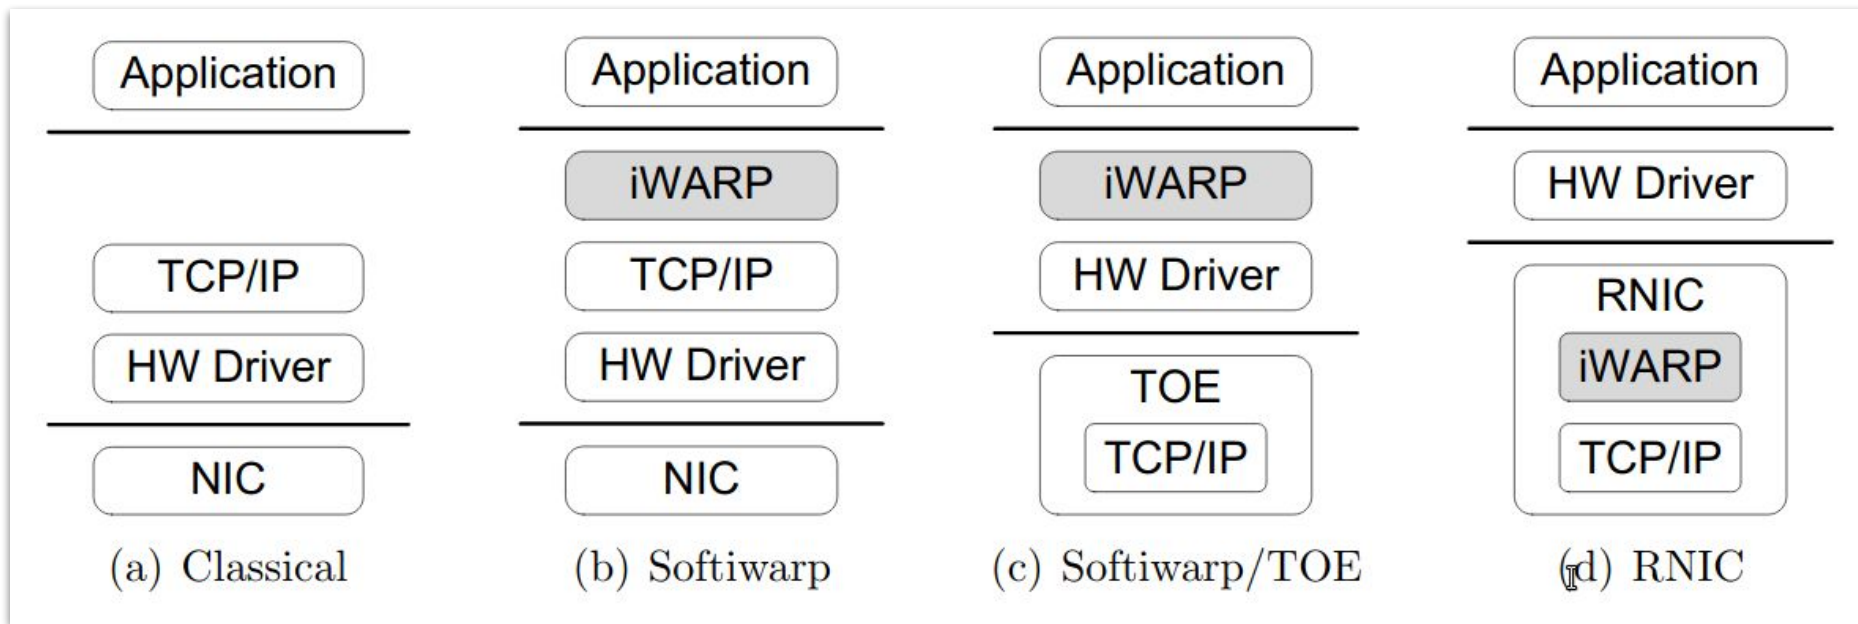 Application
TCP/IP
HW Driver
NIC
(a) Classical
Application
iWARP
TCP/IP
HW Driver
NIC
(b) Softiwarp
Application
iWARP
HW Driver
TOE
TCP/IP
(c) Softiwarp/TOE
Application
HW Driver
RNIC
iWARP
TCP/IP
(d) RNIC